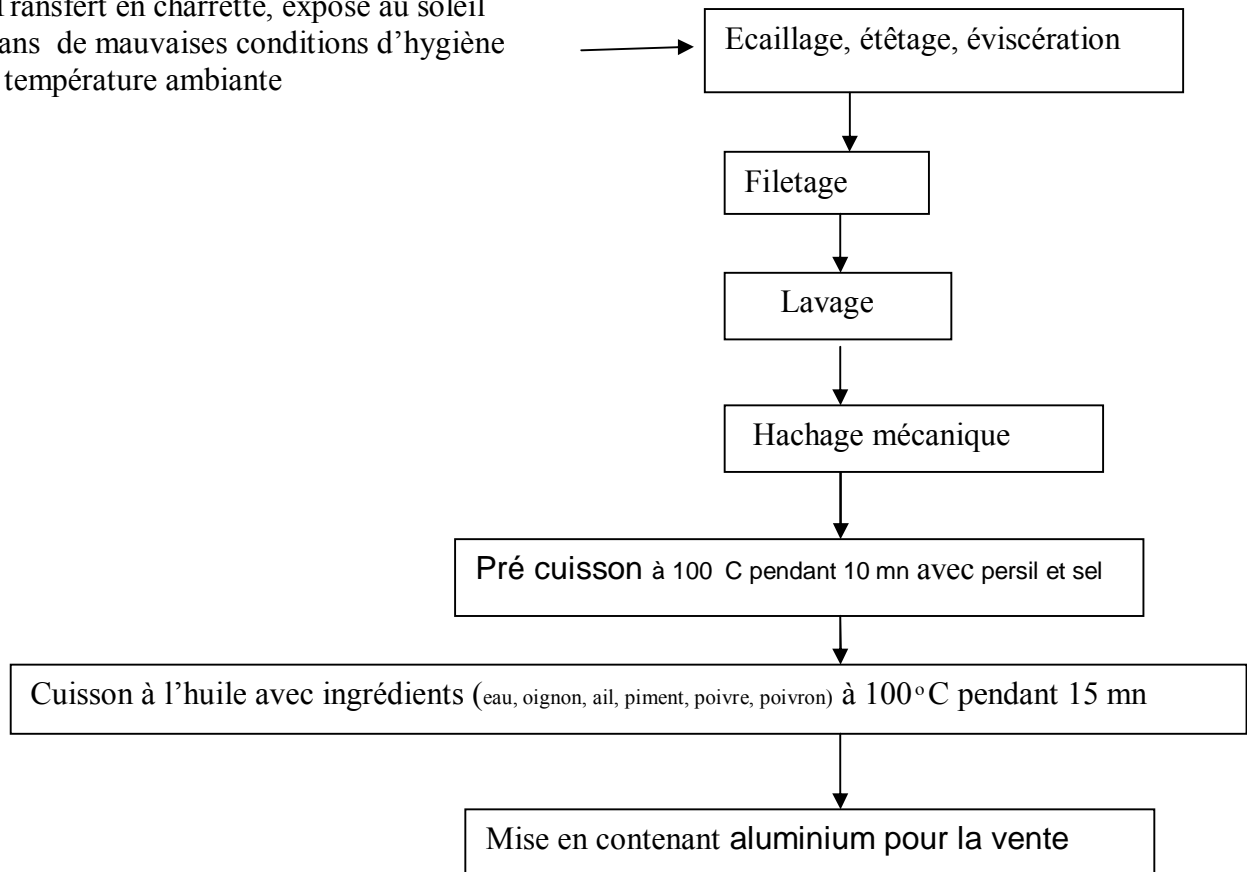 Transfert en charrette, exposé au soleil
de mauvaises conditions d’hygiène
température ambiante
Ecaillage, étêtage, éviscération
Filetage
Lavage
Hachage mécanique
Pré cuisson à 100 C pendant 10 mn avec persil et sel
Cuisson à l’huile avec ingrédients (eau, oignon, ail, piment, poivre, poivron) à 100°C pendant 15 mn
Mise en contenant aluminium pour la vente